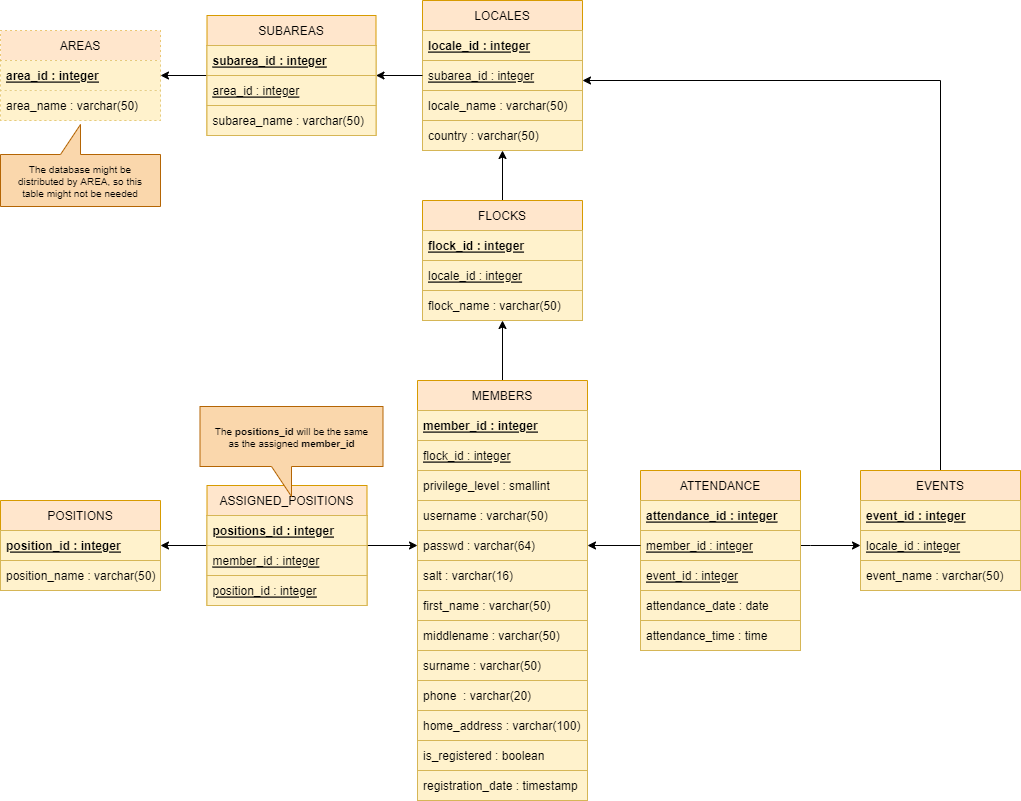 AREAS
area_id : integer
area_name : varchar(50)
The database might be
distributed by AREA, so this
table might not be needed
SUBAREAS
subarea_id : integer
area_id : integer
subarea_name : varchar(50)
LOCALES
locale_id : integer
subarea_id : integer
locale_name : varchar(50)
country : varchar(50)
FLOCKS
flock_id : integer
locale_id : integer
flock_name : varchar(50)
MEMBERS
member_id : integer
flock_id : integer
privilege_level : smallint
username : varchar(50)
passwd : varchar(64)
salt : varchar(16)
first_name : varchar(50)
middlename : varchar(50)
surname : varchar(50)
phone  : varchar(20)
home_address : varchar(100)
is_registered : boolean
registration_date : timestamp
The positions_id will be the same
as the assigned member_id
ASSIGNED_POSITIONS
positions_id : integer
member_id : integer
position_id : integer
POSITIONS
position_id : integer
position_name : varchar(50)
ATTENDANCE
attendance_id : integer
member_id : integer
event_id : integer
attendance_date : date
attendance_time : time
EVENTS
event_id : integer
locale_id : integer
event_name : varchar(50)